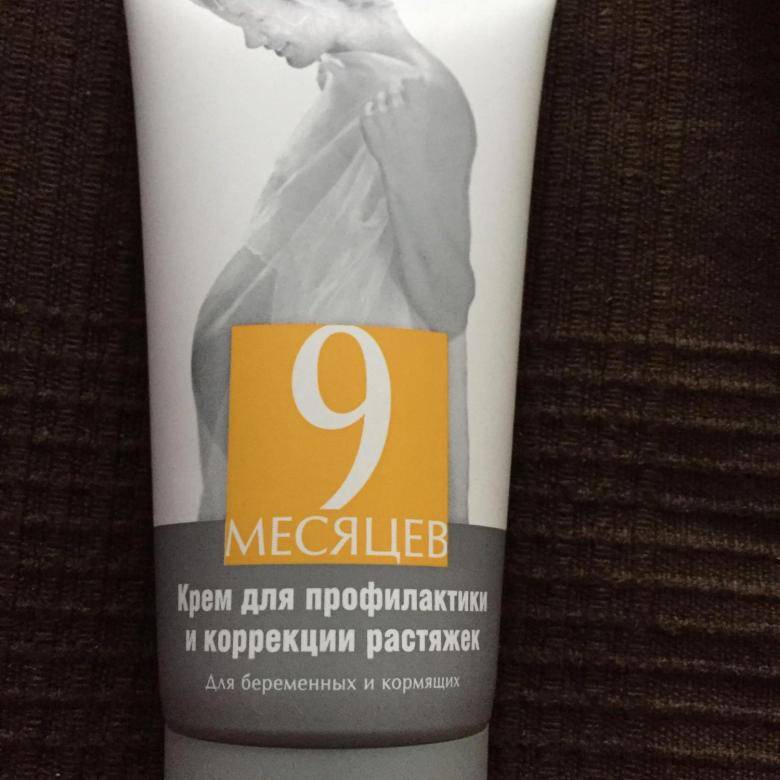 9
МЕСЯЦЕВ
Крем для профилактики
и коррекции растяжек
Для беременных и кормящих